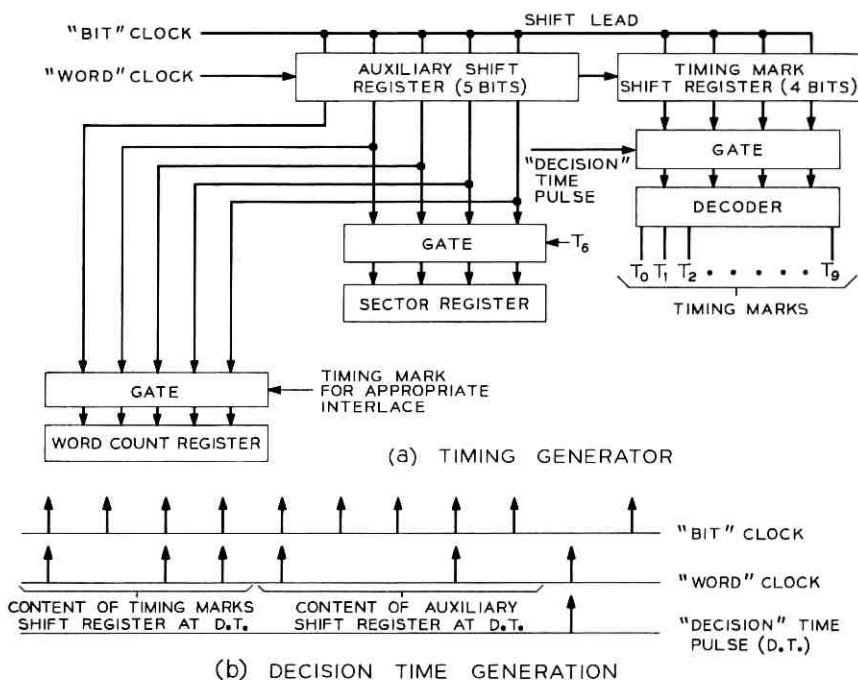 SHIFT LEAD
"BIT" CLOCK
"WORD" CLOCK
AUXILIARY SHIFT
REGISTER (5 BITS)
TIMING MARK
SHIFT REGISTER (4 BITS)
"DECISION"
TIME
PULSE
GATE
DECODER
T0 T1 T2 . . . . . T9
TIMING MARKS
GATE
T6
SECTOR REGISTER
GATE
TIMING MARK
FOR APPROPRIATE
INTERLACE
WORD COUNT REGISTER
(a) TIMING GENERATOR
"BIT" CLOCK
"WORD" CLOCK
CONTENT OF TIMING MARKS
SHIFT REGISTER AT D.T.
CONTENT OF AUXILIARY
SHIFT REGISTER AT D.T.
"DECISION" TIME
PULSE (D.T.)
(b) DECISION TIME GENERATION